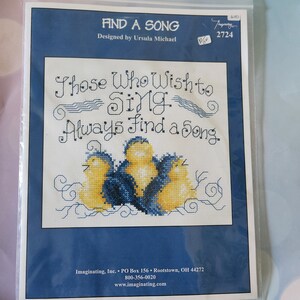 FIND A SONG
Designed by Ursula Michael
Imaginating
2724
Those Who Wish to
SING
Always Find a Song.
Imaginating, Inc. • PO Box 156 • Rootstown, OH 44272
800-356-0020
www.imaginating.com